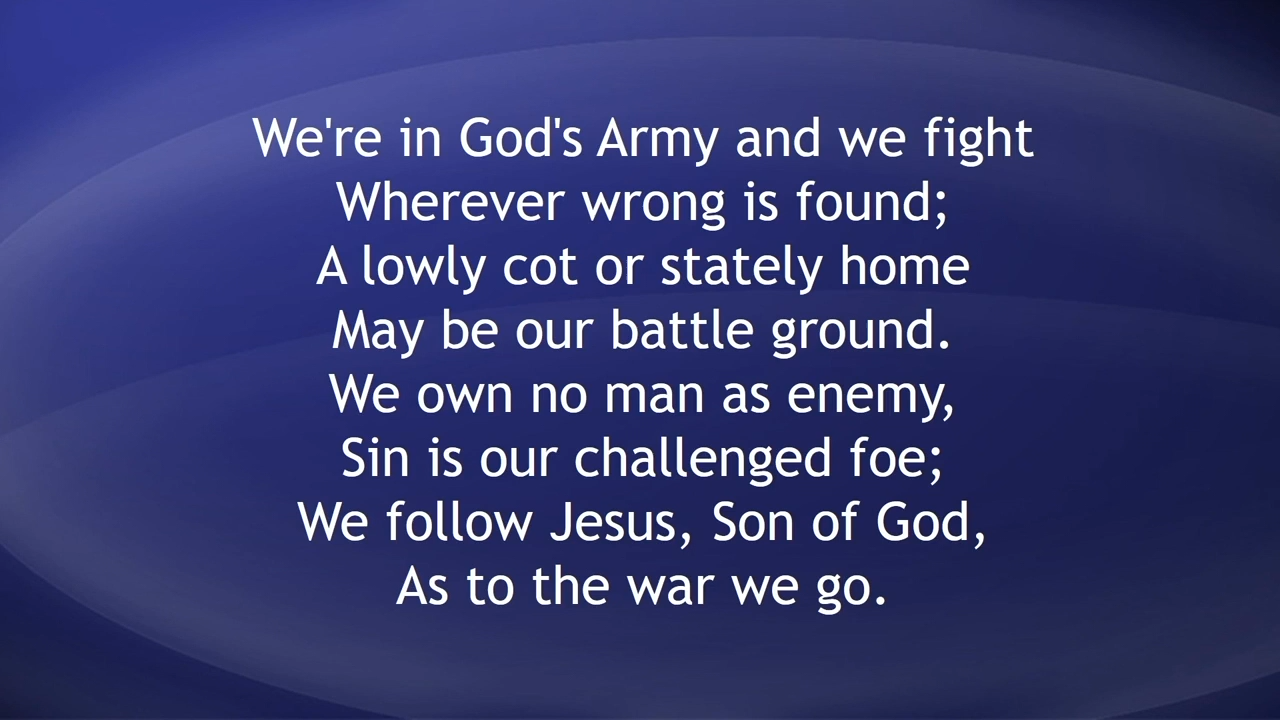 We're in God's Army and we fight
Wherever wrong is found;
A lowly cot or stately home
May be our battle ground.
We own no man as enemy,
Sin is our challenged foe;
We follow Jesus, Son of God,
As to the war we go.